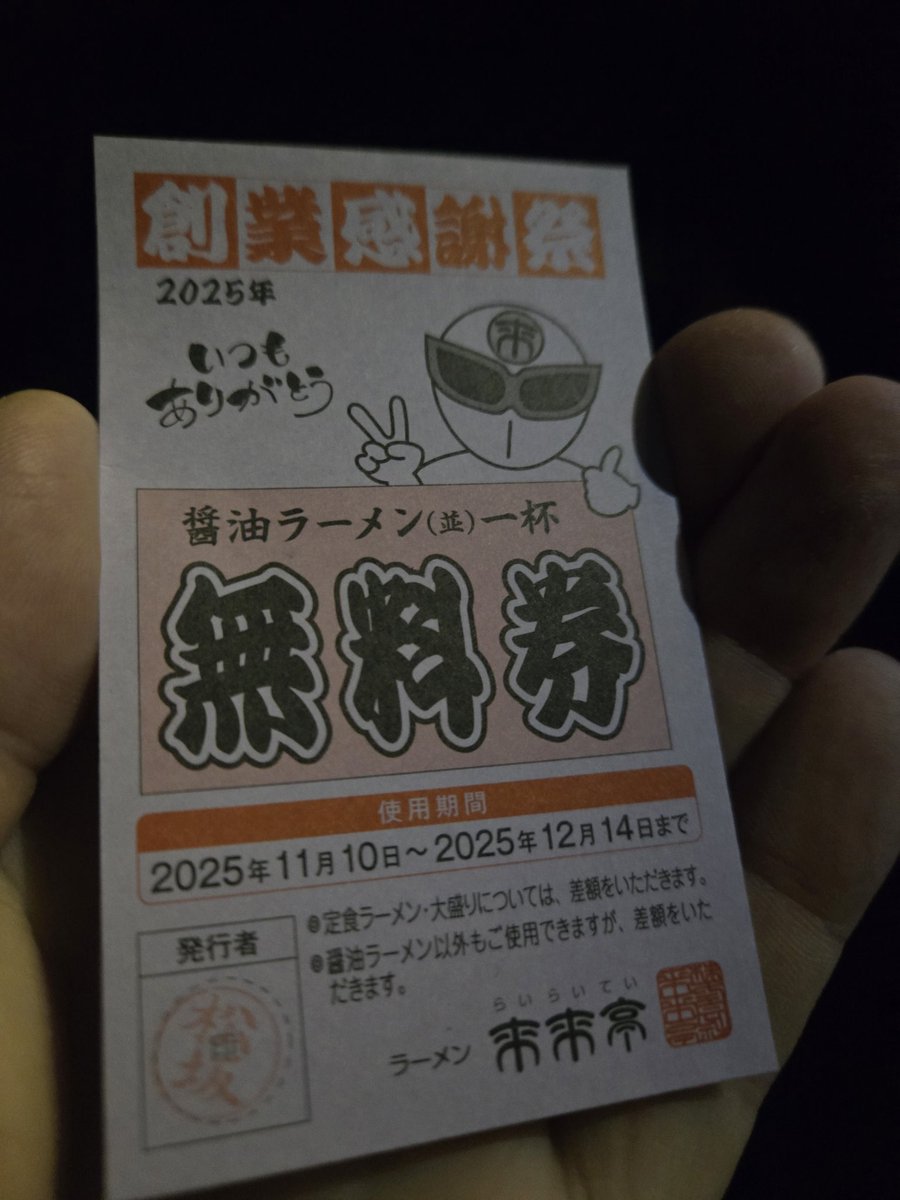 創業感謝祭
2025年
いつも
ありがとう
来
醤油ラーメン(並)一杯
無料券
使用期間
2025年11月10日～2025年12月14日まで
●定食ラーメン・大盛りについては、差額をいただきます。
●醤油ラーメン以外もご使用できますが、差額をいた
だきます。
発行者
松
坂
らいらいてい
ラーメン 来来亭